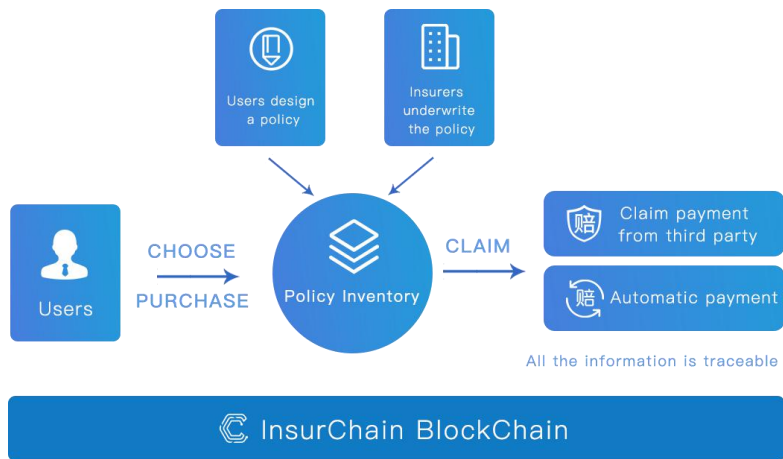 Users design
a policy
Insurers
underwrite
the policy
Users
CHOOSE
PURCHASE
Policy Inventory
CLAIM
赔
Claim payment
from third party
赔
Automatic payment
All the information is traceable
InsurChain BlockChain